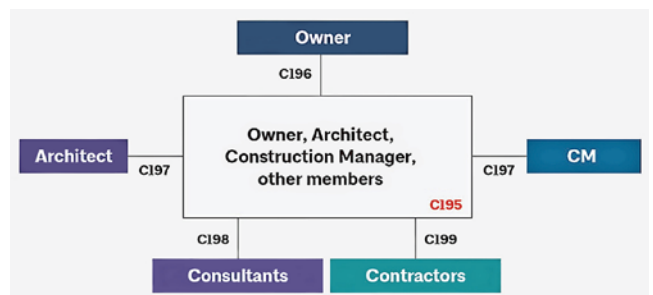 Owner
C196
Owner, Architect,
Construction Manager,
other members
C195
Architect
C197
C197
CM
C198
C199
Consultants
Contractors